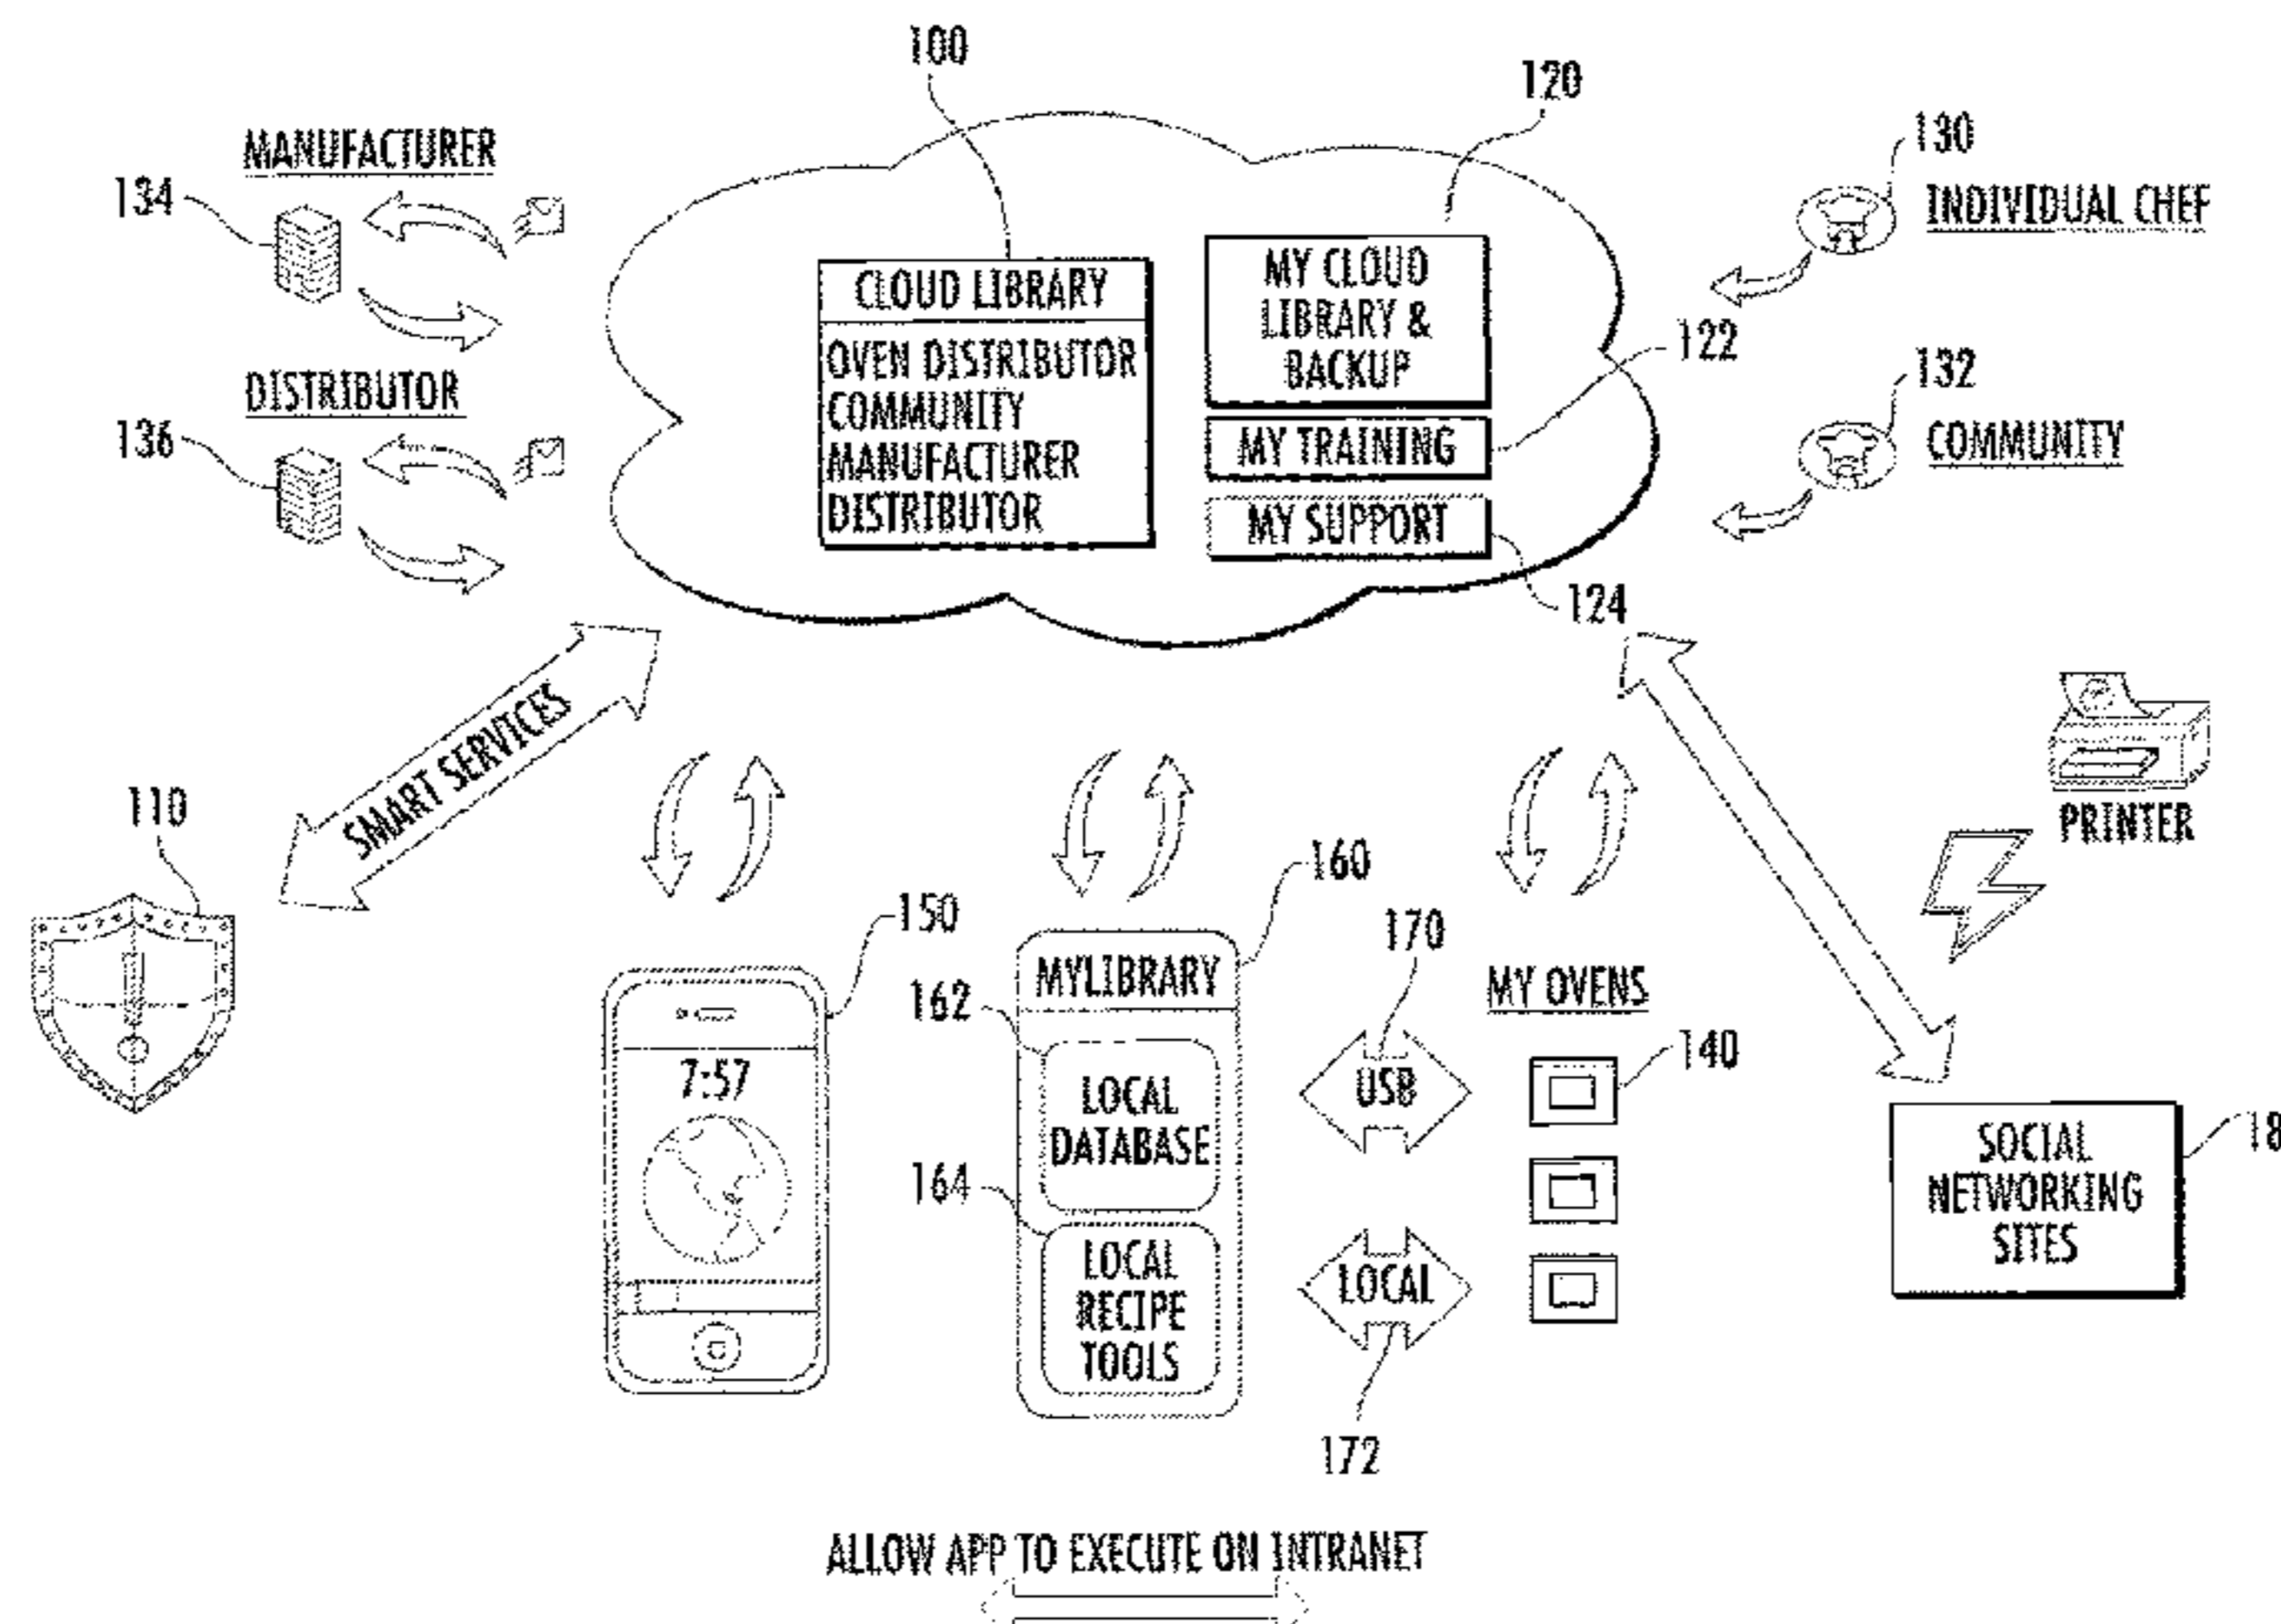 100
120
130
INDIVIDUAL CHEF
MANUFACTURER
134
CLOUD LIBRARY
OVEN DISTRIBUTOR
COMMUNITY
MANUFACTURER
DISTRIBUTOR
MY CLOUD
LIBRARY &
BACKUP
122
MY TRAINING
MY SUPPORT
124
132
COMMUNITY
DISTRIBUTOR
136
SMART SERVICES
110
PRINTER
150
7:57
160
MYLIBRARY
162
LOCAL
DATABASE
164
LOCAL
RECIPE
TOOLS
170
USB
LOCAL
172
MY OVENS
140
SOCIAL
NETWORKING
SITES
18
ALLOW APP TO EXECUTE ON INTRANET